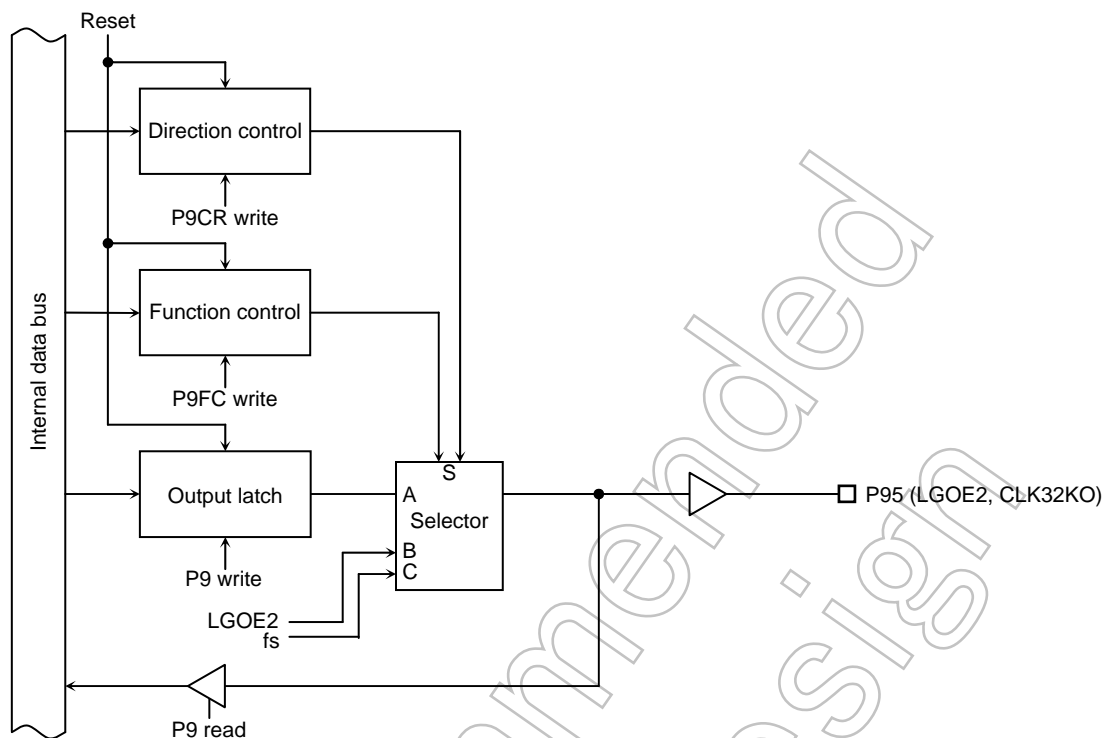 Reset
Direction control
P9CR write
Internal data bus
Function control
P9FC write
Output latch
P9 write
S
A
Selector
B
C
LGOE2
fs
P95 (LGOE2, CLK32KO)
P9 read